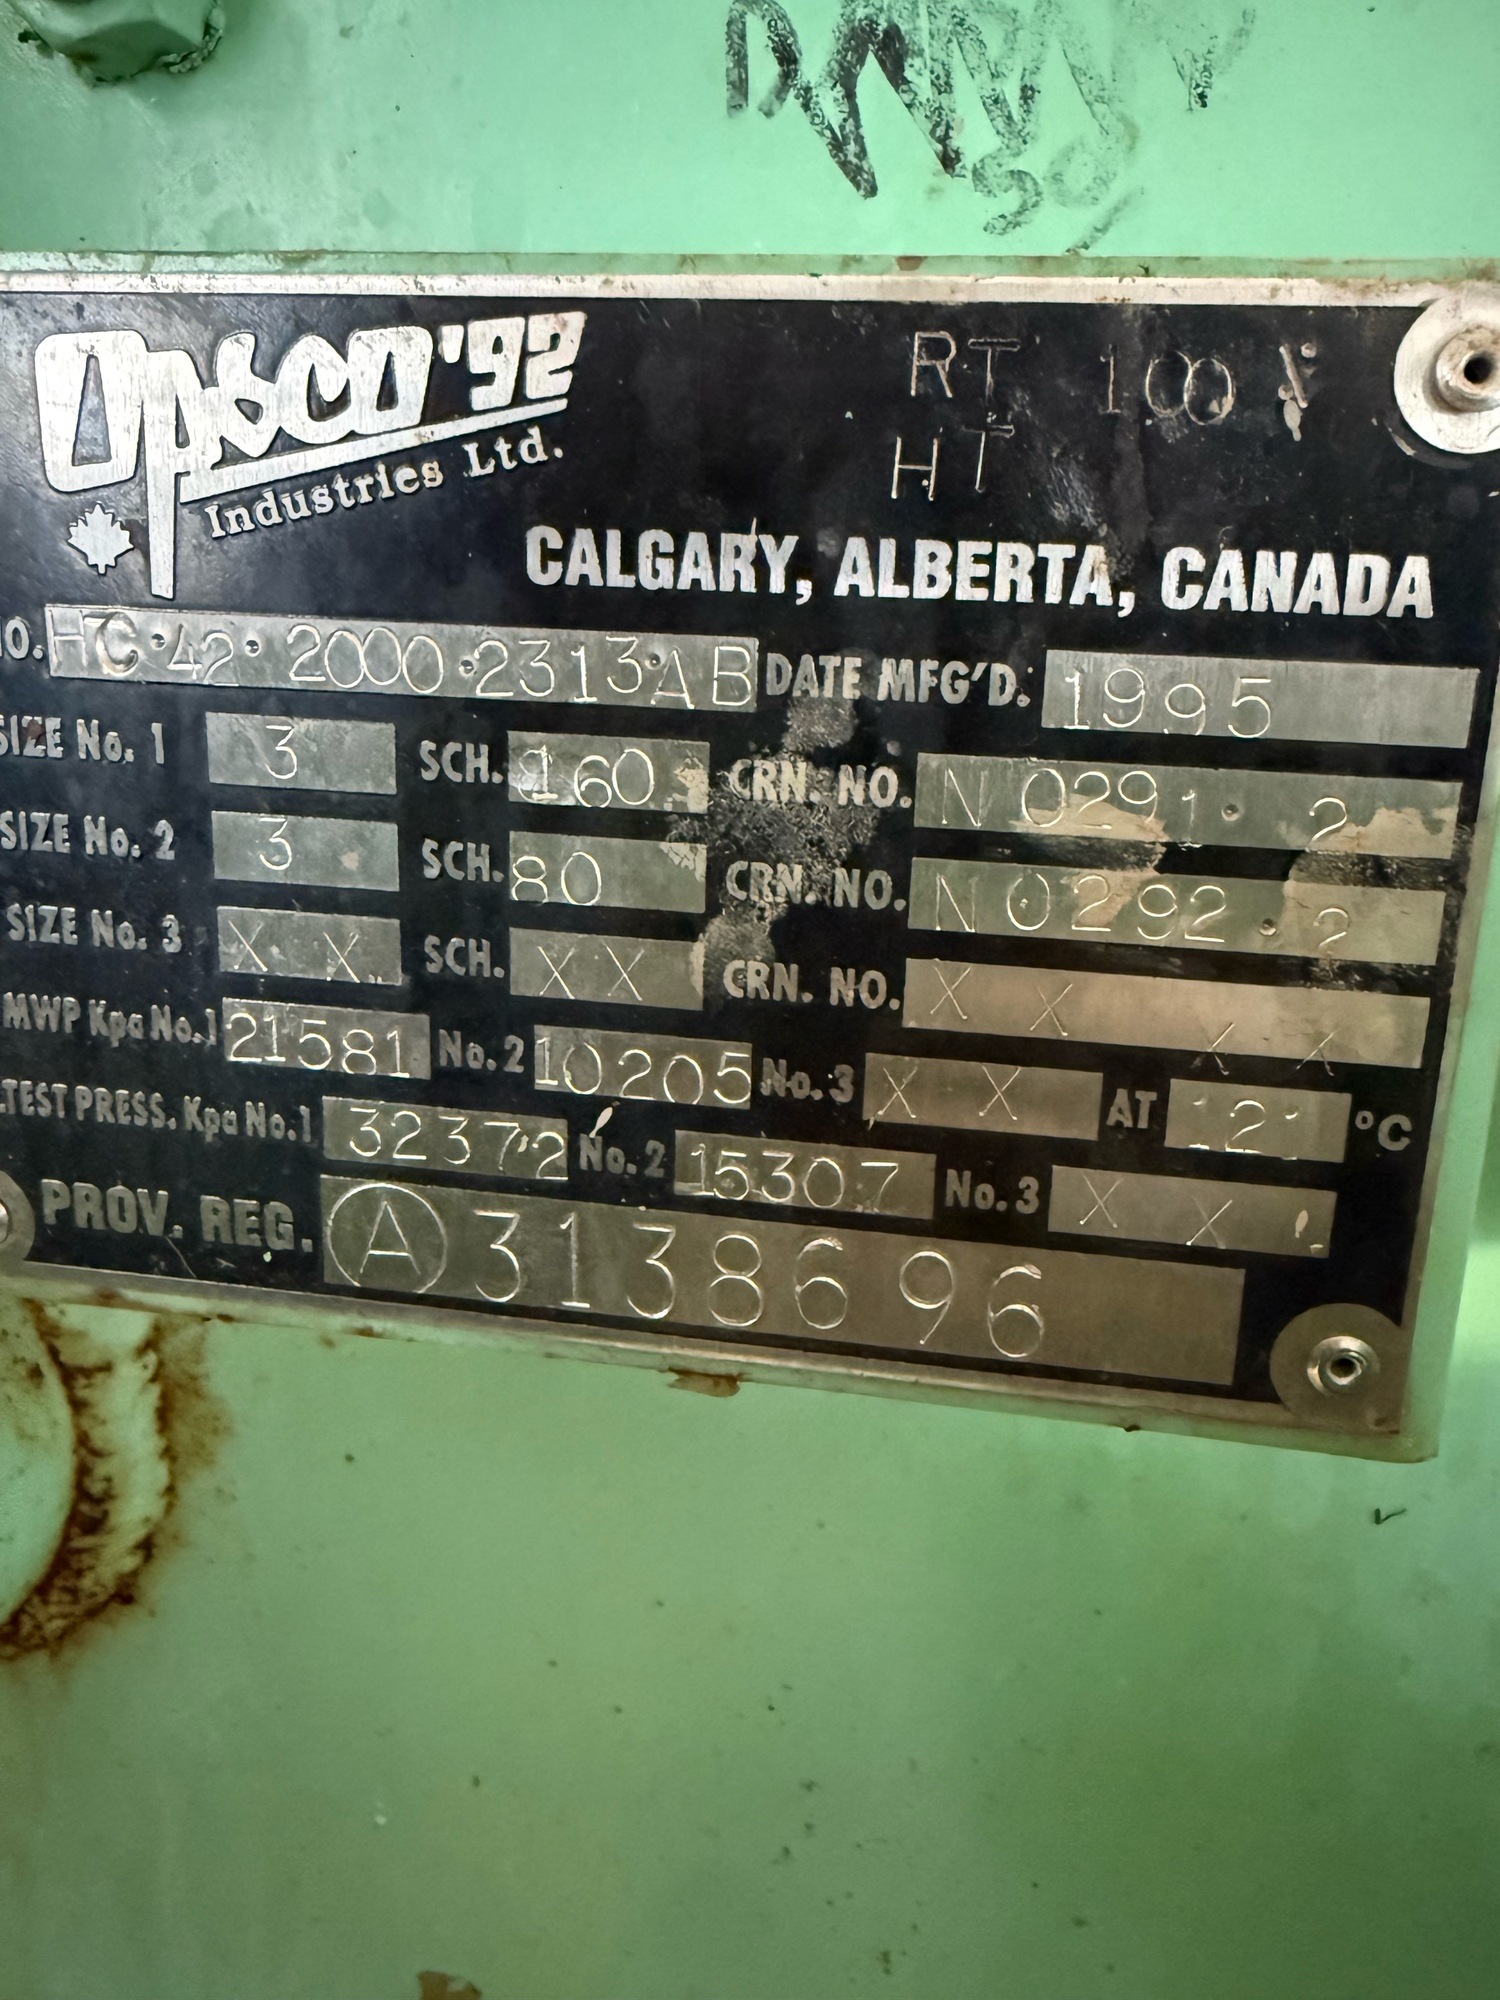 OPSCO '92
Industries Ltd.
RT 100 %
HT
CALGARY, ALBERTA, CANADA
NO. HC·42·2000·2313·AB DATE MFG'D. 1995
SIZE No. 1 3 SCH. 160 CRN. NO. N 0291·2
SIZE No. 2 3 SCH. 80 CRN. NO. N 0292·2
SIZE No. 3 X X SCH. X X CRN. NO. X X X X
MWP Kpa No. 1 21581 No. 2 10205 No. 3 X X AT 121 °C
TEST PRESS. Kpa No. 1 32372 No. 2 15307 No. 3 X X
PROV. REG. A 3138696